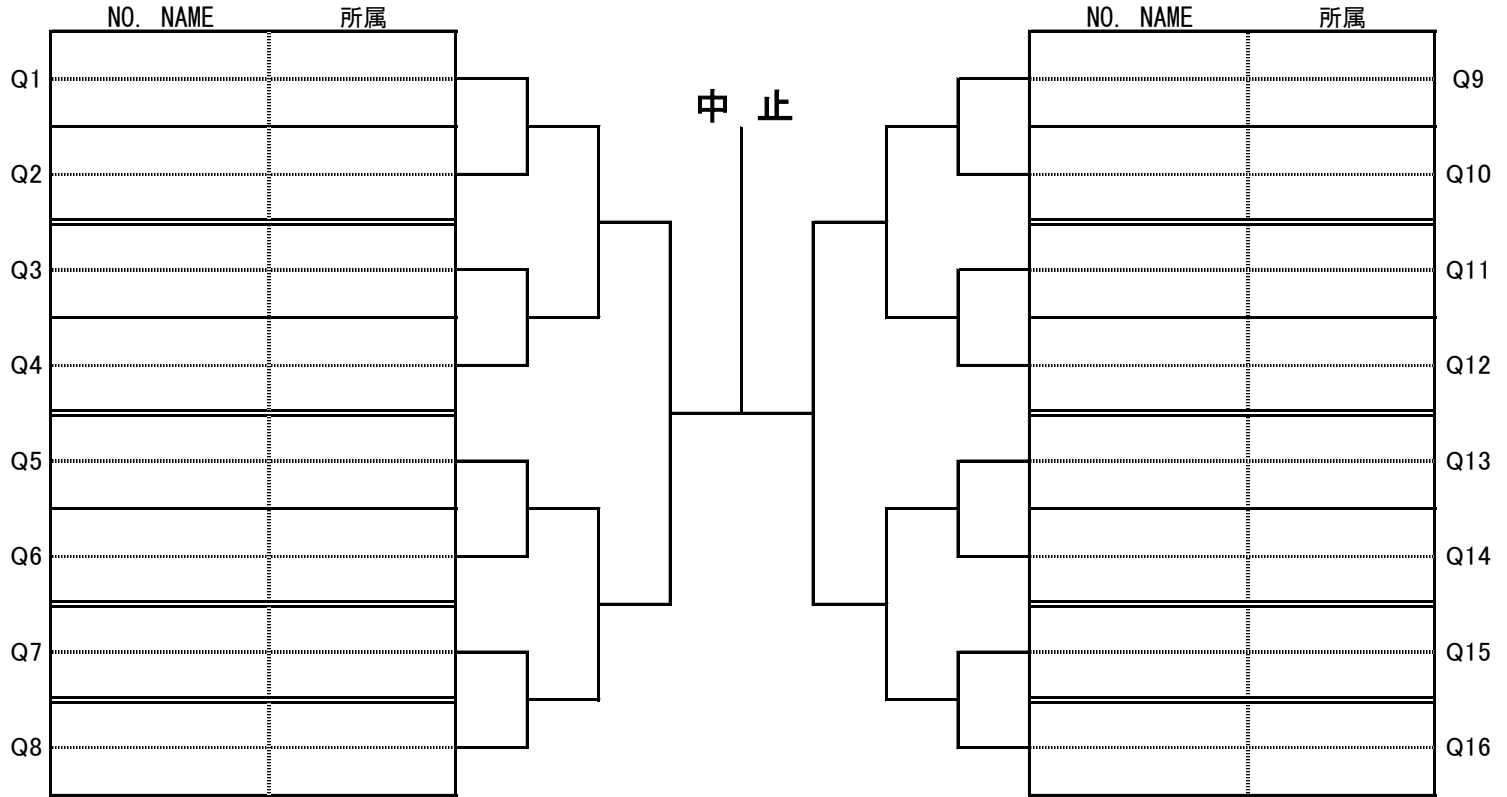 NO. NAME 所属
Q1
Q2
Q3
Q4
Q5
Q6
Q7
Q8
中 止
NO. NAME 所属
Q9
Q10
Q11
Q12
Q13
Q14
Q15
Q16